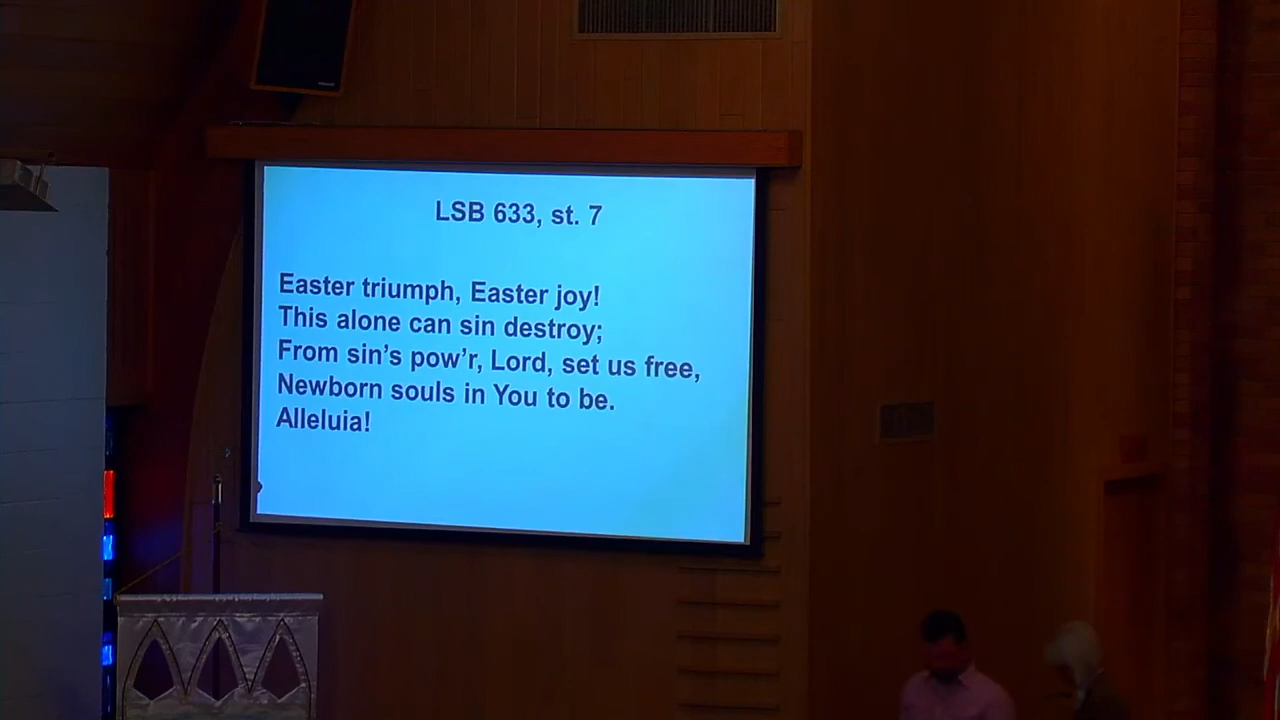 LSB 633, st. 7
Easter triumph, Easter joy!
This alone can sin destroy;
From sin's pow'r, Lord, set us free,
Newborn souls in You to be.
Alleluia!